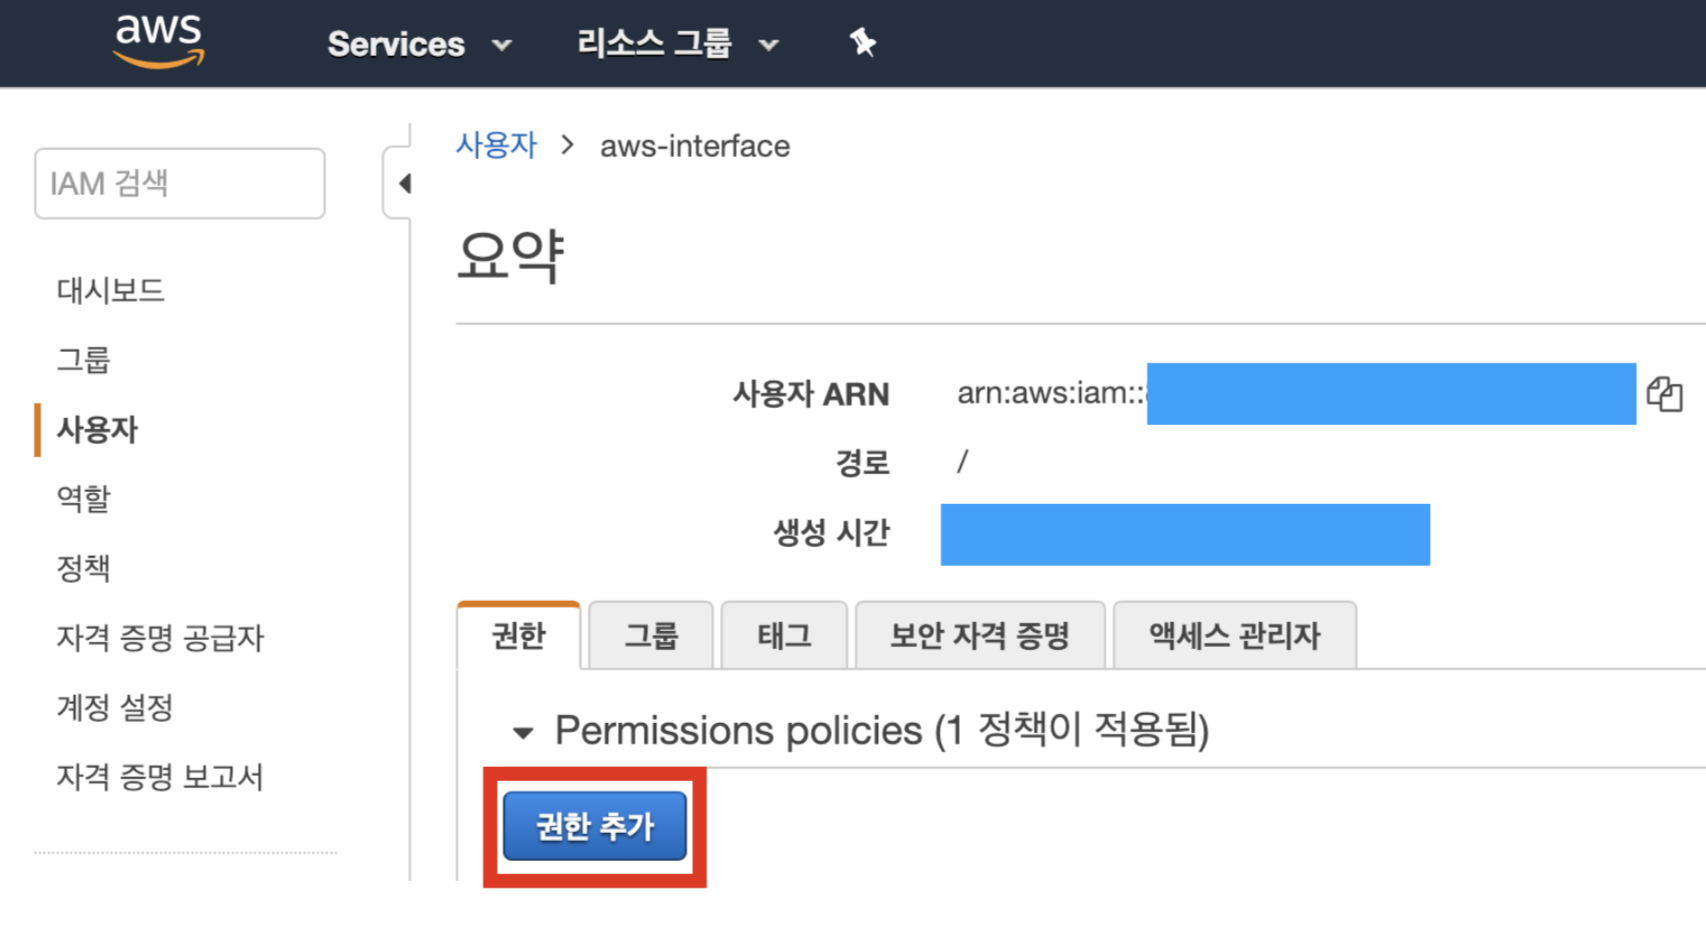 aws Services 리소스 그룹
사용자 > aws-interface
IAM 검색
요약
대시보드
그룹
사용자
역할
정책
자격 증명 공급자
계정 설정
자격 증명 보고서
사용자 ARN arn:aws:iam::
경로 /
생성 시간
권한 그룹 태그 보안 자격 증명 액세스 관리자
Permissions policies (1 정책이 적용됨)
권한 추가